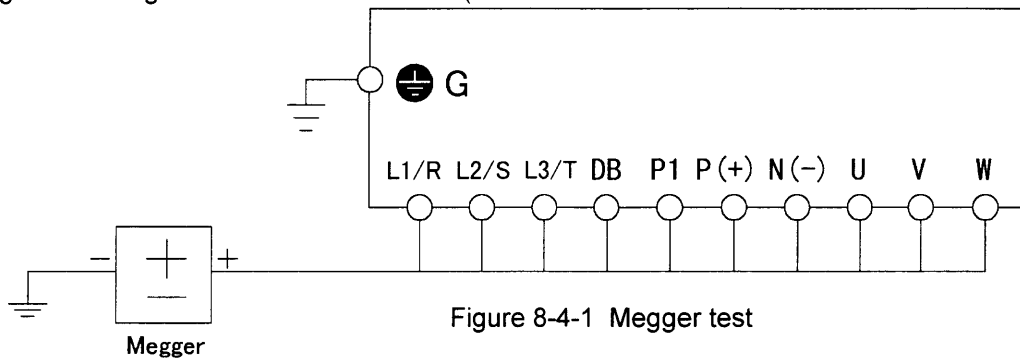 G
L1/R L2/S L3/T DB P1 P(+) N(-) U V W
- + +
Figure 8-4-1 Megger test
Megger